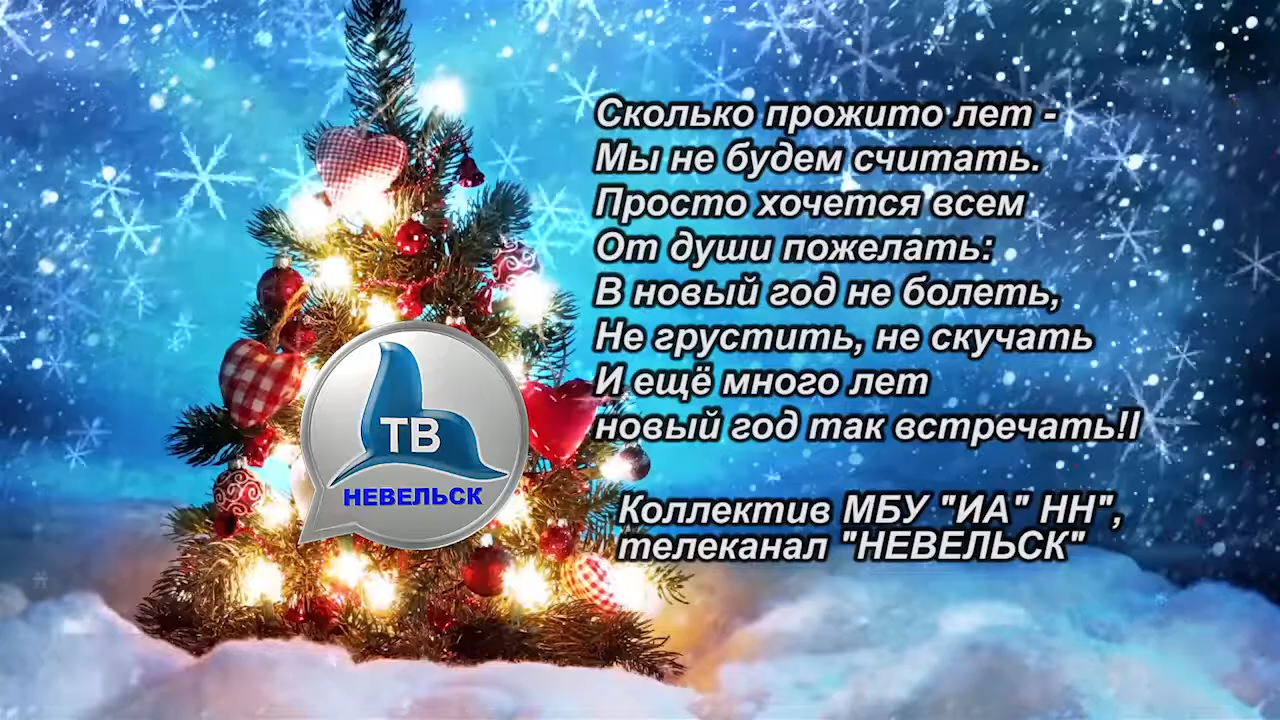 Сколько прожито лет -
Мы не будем считать.
Просто хочется всем
От души пожелать:
В новый год не болеть,
Не грустить, не скучать
И ещё много лет
новый год так встречать!I
Коллектив МБУ "ИА" НН",
телеканал "НЕВЕЛЬСК"
ТВ
НЕВЕЛЬСК